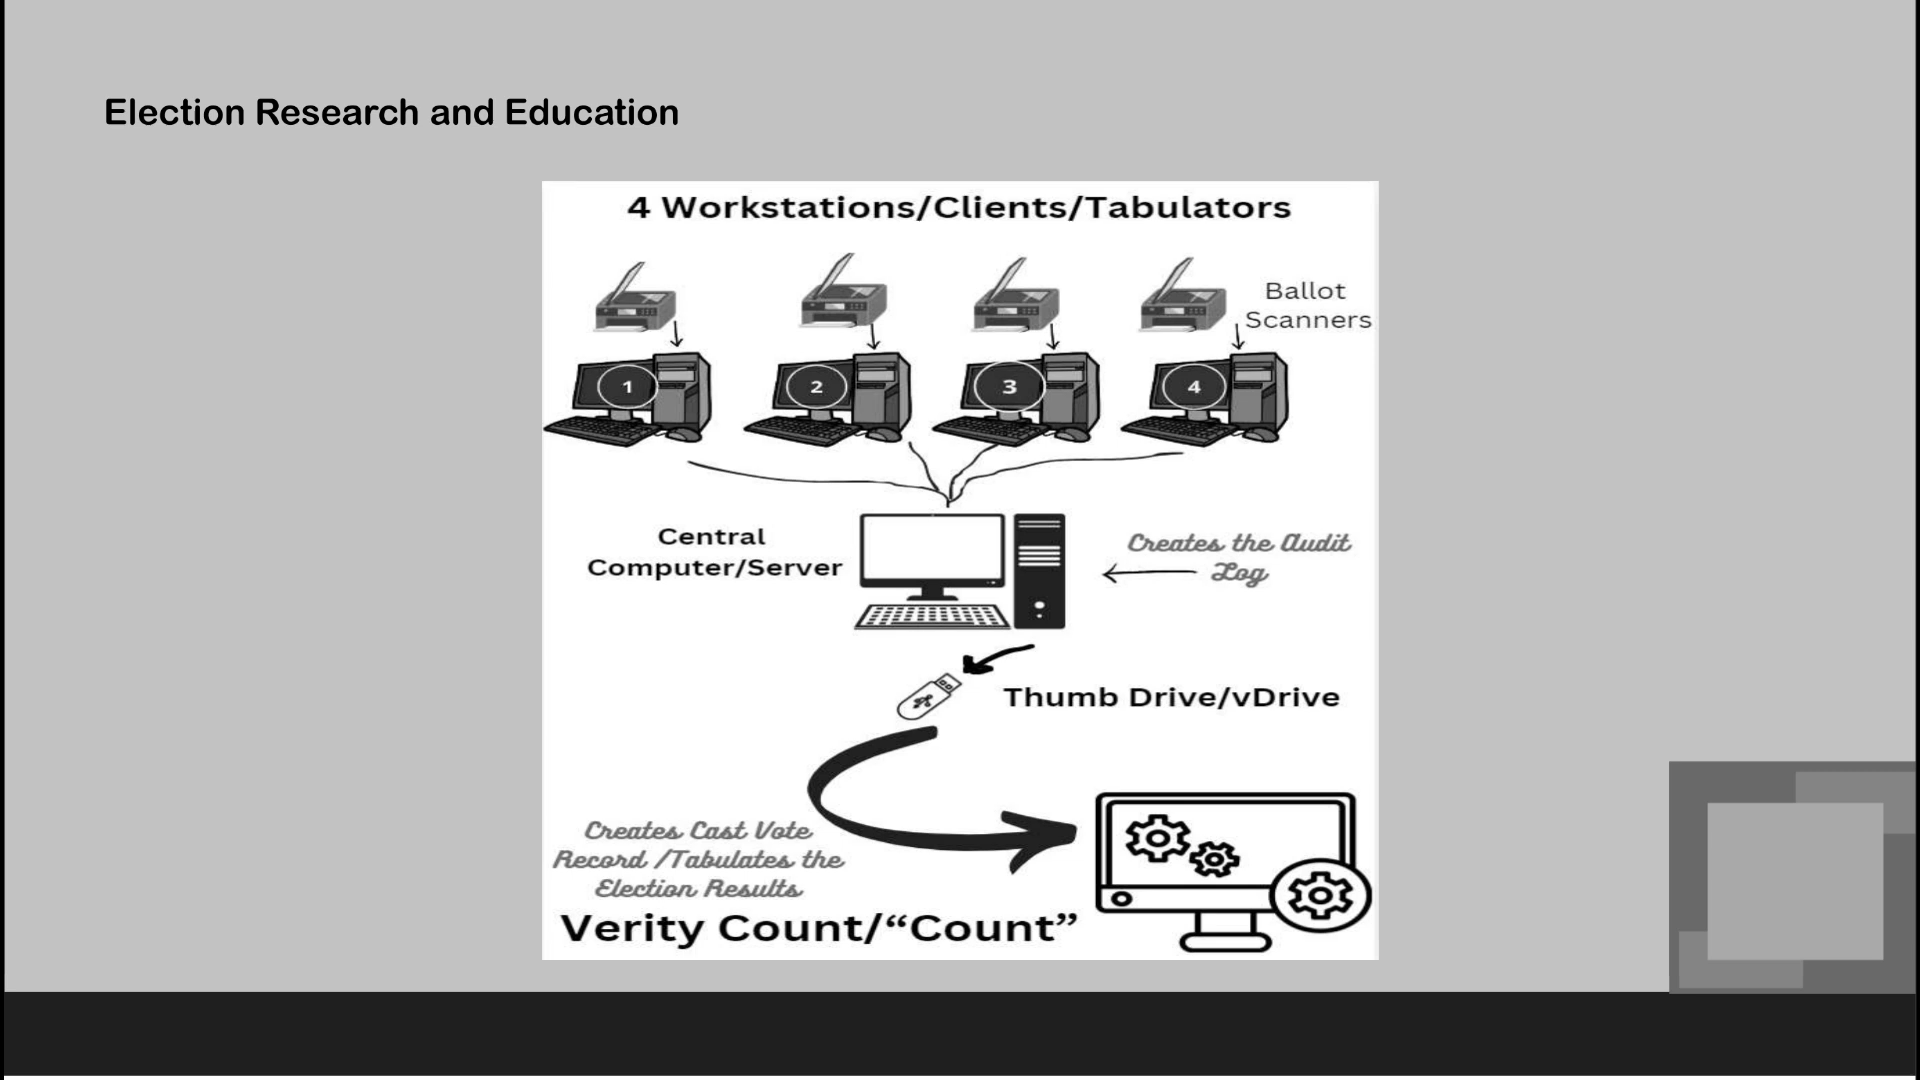 Election Research and Education
4 Workstations/Clients/Tabulators
Ballot
Scanners
1
2
3
4
Central
Computer/Server
Creates the Audit
Log
Thumb Drive/vDrive
Creates Cast Vote
Record /Tabulates the
Election Results
Verity Count/“Count”